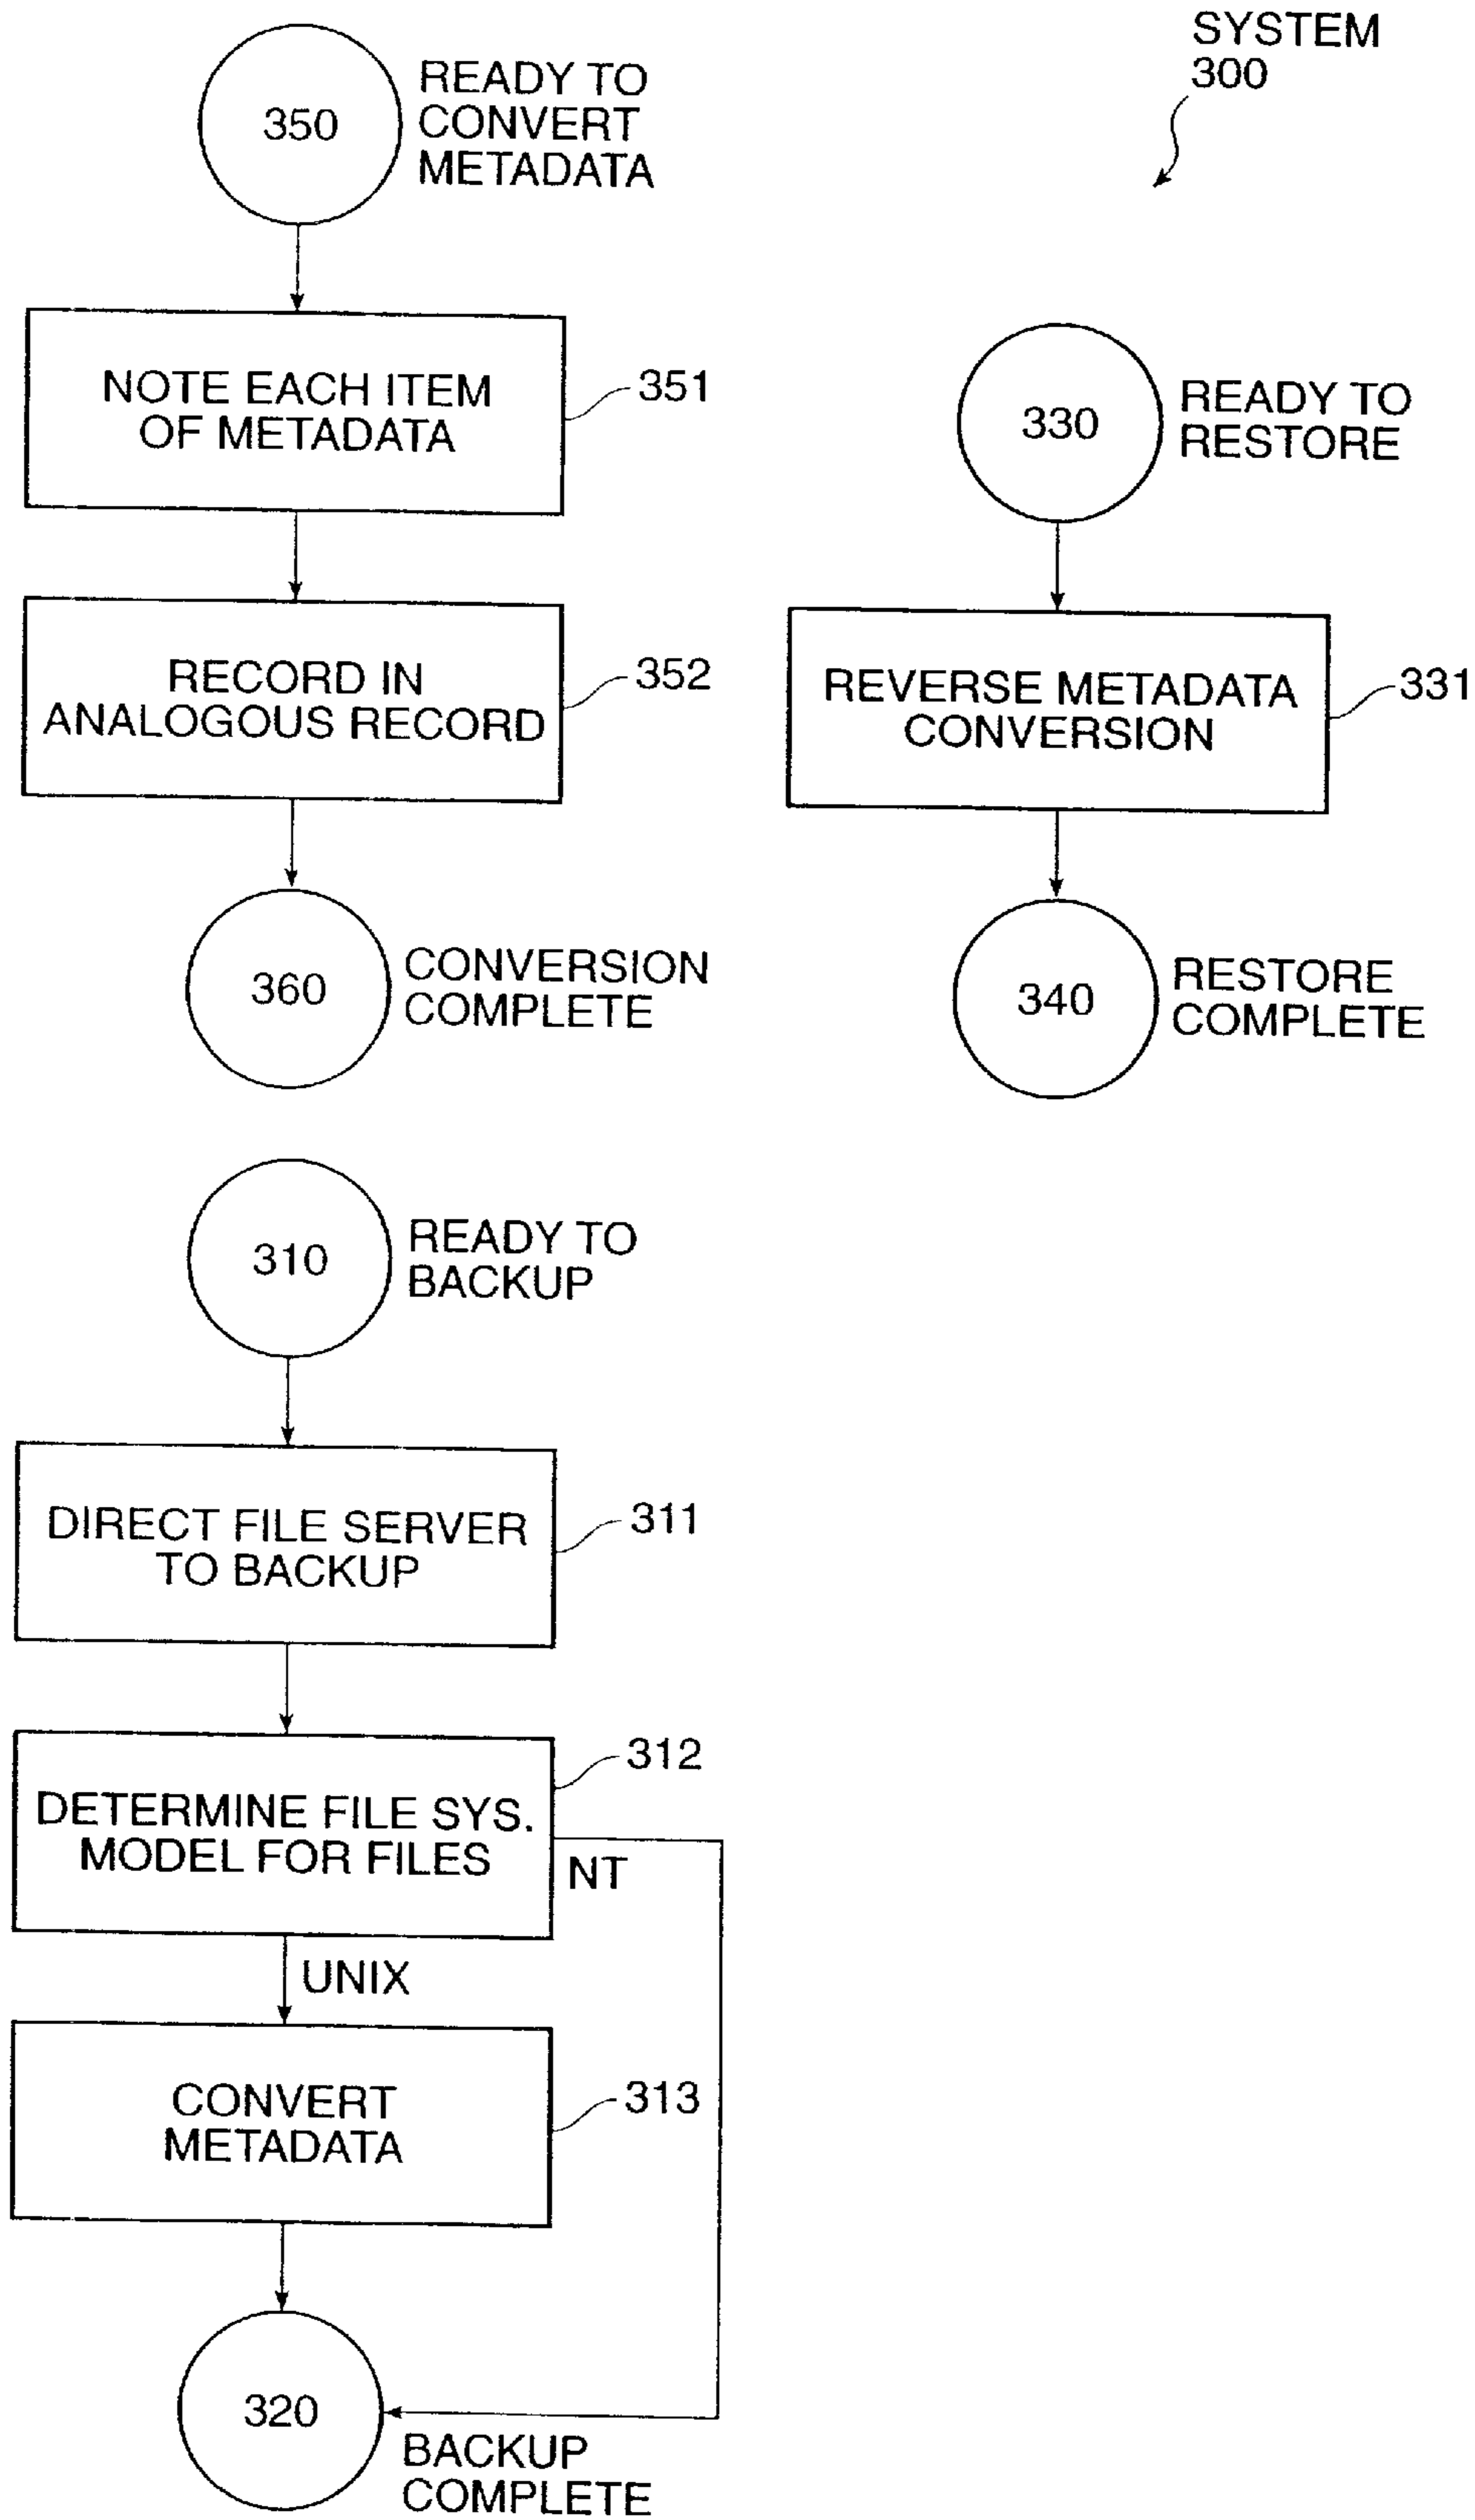 SYSTEM
300
350
READY TO
CONVERT
METADATA
NOTE EACH ITEM
OF METADATA
351
RECORD IN
ANALOGOUS RECORD
352
360
CONVERSION
COMPLETE
330
READY TO
RESTORE
REVERSE METADATA
CONVERSION
331
340
RESTORE
COMPLETE
310
READY TO
BACKUP
DIRECT FILE SERVER
TO BACKUP
311
DETERMINE FILE SYS.
MODEL FOR FILES
312
NT
UNIX
CONVERT
METADATA
313
320
BACKUP
COMPLETE